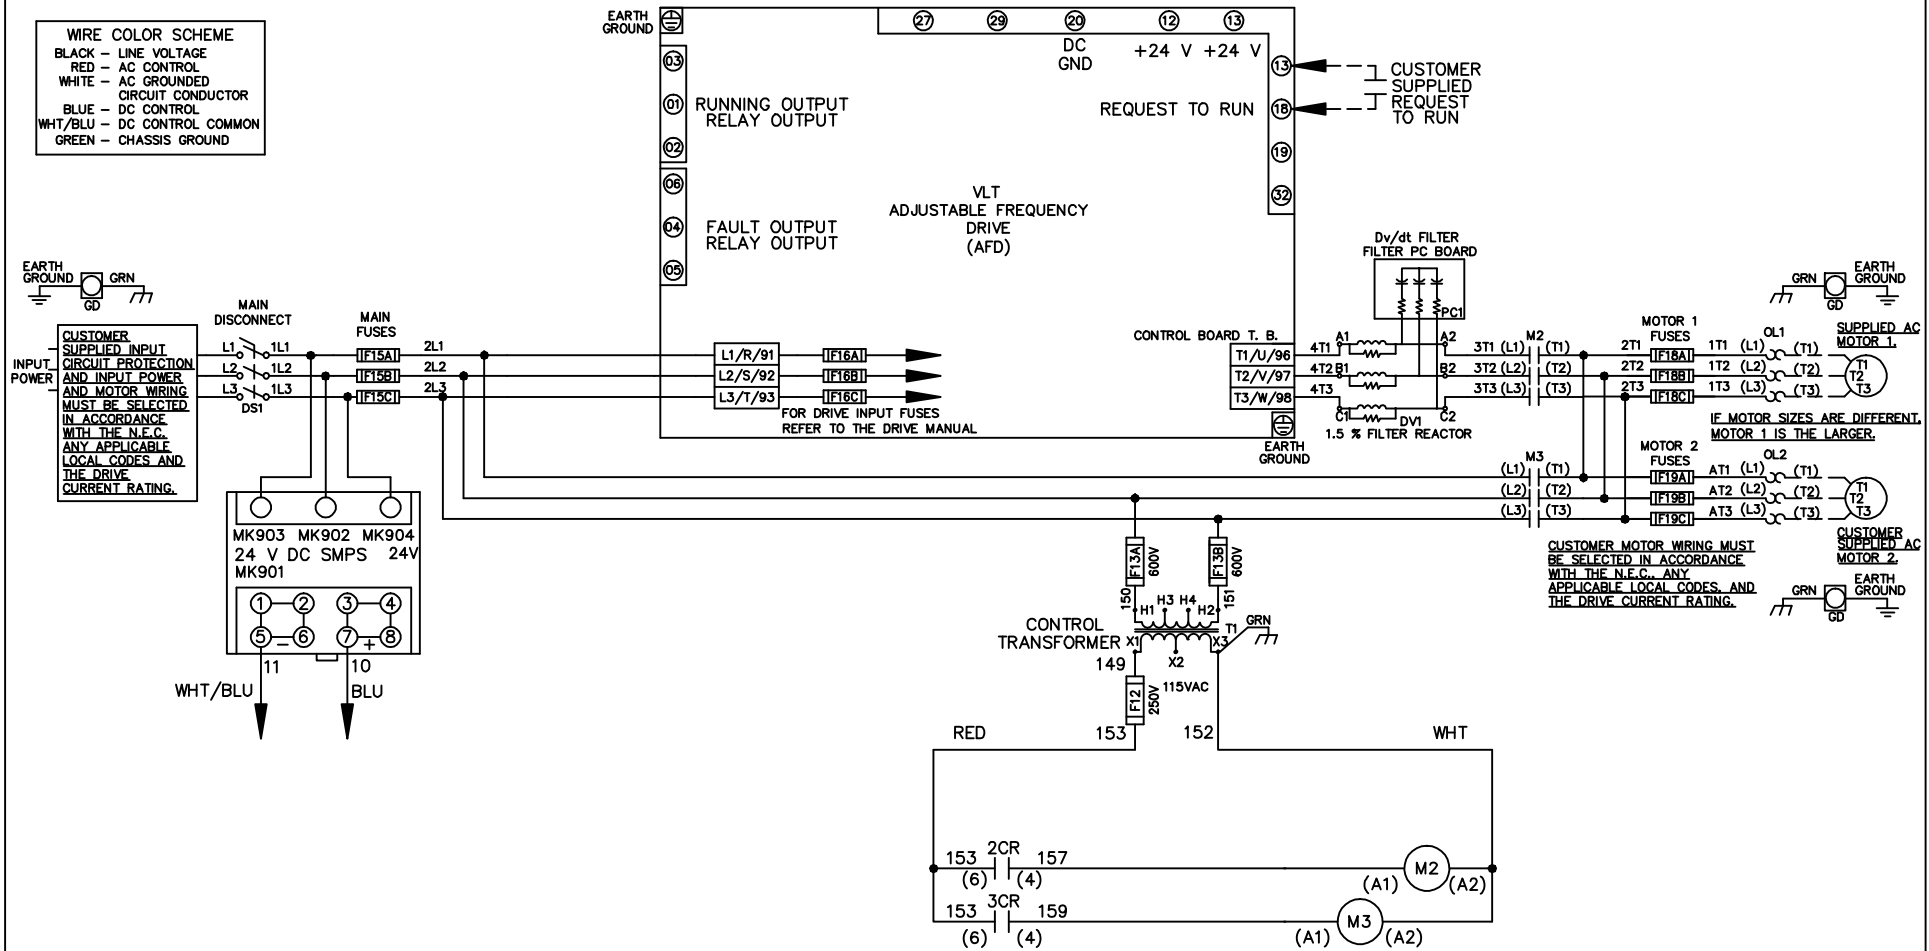 WIRE COLOR SCHEME
BLACK – LINE VOLTAGE
RED – AC CONTROL
WHITE – AC GROUNDED
CIRCUIT CONDUCTOR
BLUE – DC CONTROL
WHT/BLU – DC CONTROL COMMON
GREEN – CHASSIS GROUND
EARTH
GROUND
27
29
20
12
13
DC
GND
+24 V
+24 V
03
01
02
RUNNING OUTPUT
RELAY OUTPUT
06
04
05
FAULT OUTPUT
RELAY OUTPUT
VLT
ADJUSTABLE FREQUENCY
DRIVE
(AFD)
REQUEST TO RUN
13
18
19
32
CUSTOMER
SUPPLIED
REQUEST
TO RUN
EARTH
GROUND
GRN
GD
CUSTOMER
SUPPLIED INPUT
CIRCUIT PROTECTION
AND INPUT POWER
AND MOTOR WIRING
MUST BE SELECTED
IN ACCORDANCE
WITH THE N.E.C.
ANY APPLICABLE
LOCAL CODES AND
THE DRIVE
CURRENT RATING.
INPUT
POWER
MAIN
DISCONNECT
L1
1L1
L2
1L2
L3
1L3
DS1
MAIN
FUSES
F15A
2L1
F15B
2L2
F15C
2L3
L1/R/91
F16A
L2/S/92
F16B
L3/T/93
F16C
FOR DRIVE INPUT FUSES
REFER TO THE DRIVE MANUAL
CONTROL BOARD T. B.
T1/U/96
T2/V/97
T3/W/98
EARTH
GROUND
Dv/dt FILTER
FILTER PC BOARD
PC1
4T1
A1
A2
4T2
B1
B2
4T3
C1
C2
DV1
1.5 % FILTER REACTOR
M2
3T1 (L1)
(T1)
3T2 (L2)
(T2)
3T3 (L3)
(T3)
MOTOR 1
FUSES
2T1
F18A
1T1
(L1)
2T2
F18B
1T2
(L2)
2T3
F18C
1T3
(L3)
OL1
(T1)
(T2)
(T3)
GRN
GD
EARTH
GROUND
SUPPLIED AC
MOTOR 1.
T1
T2
T3
IF MOTOR SIZES ARE DIFFERENT,
MOTOR 1 IS THE LARGER.
M3
(L1)
(T1)
(L2)
(T2)
(L3)
(T3)
MOTOR 2
FUSES
F19A
AT1
(L1)
F19B
AT2
(L2)
F19C
AT3
(L3)
OL2
(T1)
(T2)
(T3)
T1
T2
T3
CUSTOMER
SUPPLIED AC
MOTOR 2.
CUSTOMER MOTOR WIRING MUST
BE SELECTED IN ACCORDANCE
WITH THE N.E.C., ANY
APPLICABLE LOCAL CODES, AND
THE DRIVE CURRENT RATING.
GRN
GD
EARTH
GROUND
MK903
MK902
MK904
24 V DC SMPS
24V
MK901
1
2
3
4
5
–
6
7
+
8
11
10
WHT/BLU
BLU
F13A
600V
F13B
600V
150
151
H1
H3
H4
H2
T1
GRN
CONTROL
TRANSFORMER
X1
X2
X3
149
115VAC
F12
250V
153
152
RED
WHT
153
2CR
157
(6)
(4)
(A1)
M2
(A2)
153
3CR
159
(6)
(4)
(A1)
M3
(A2)